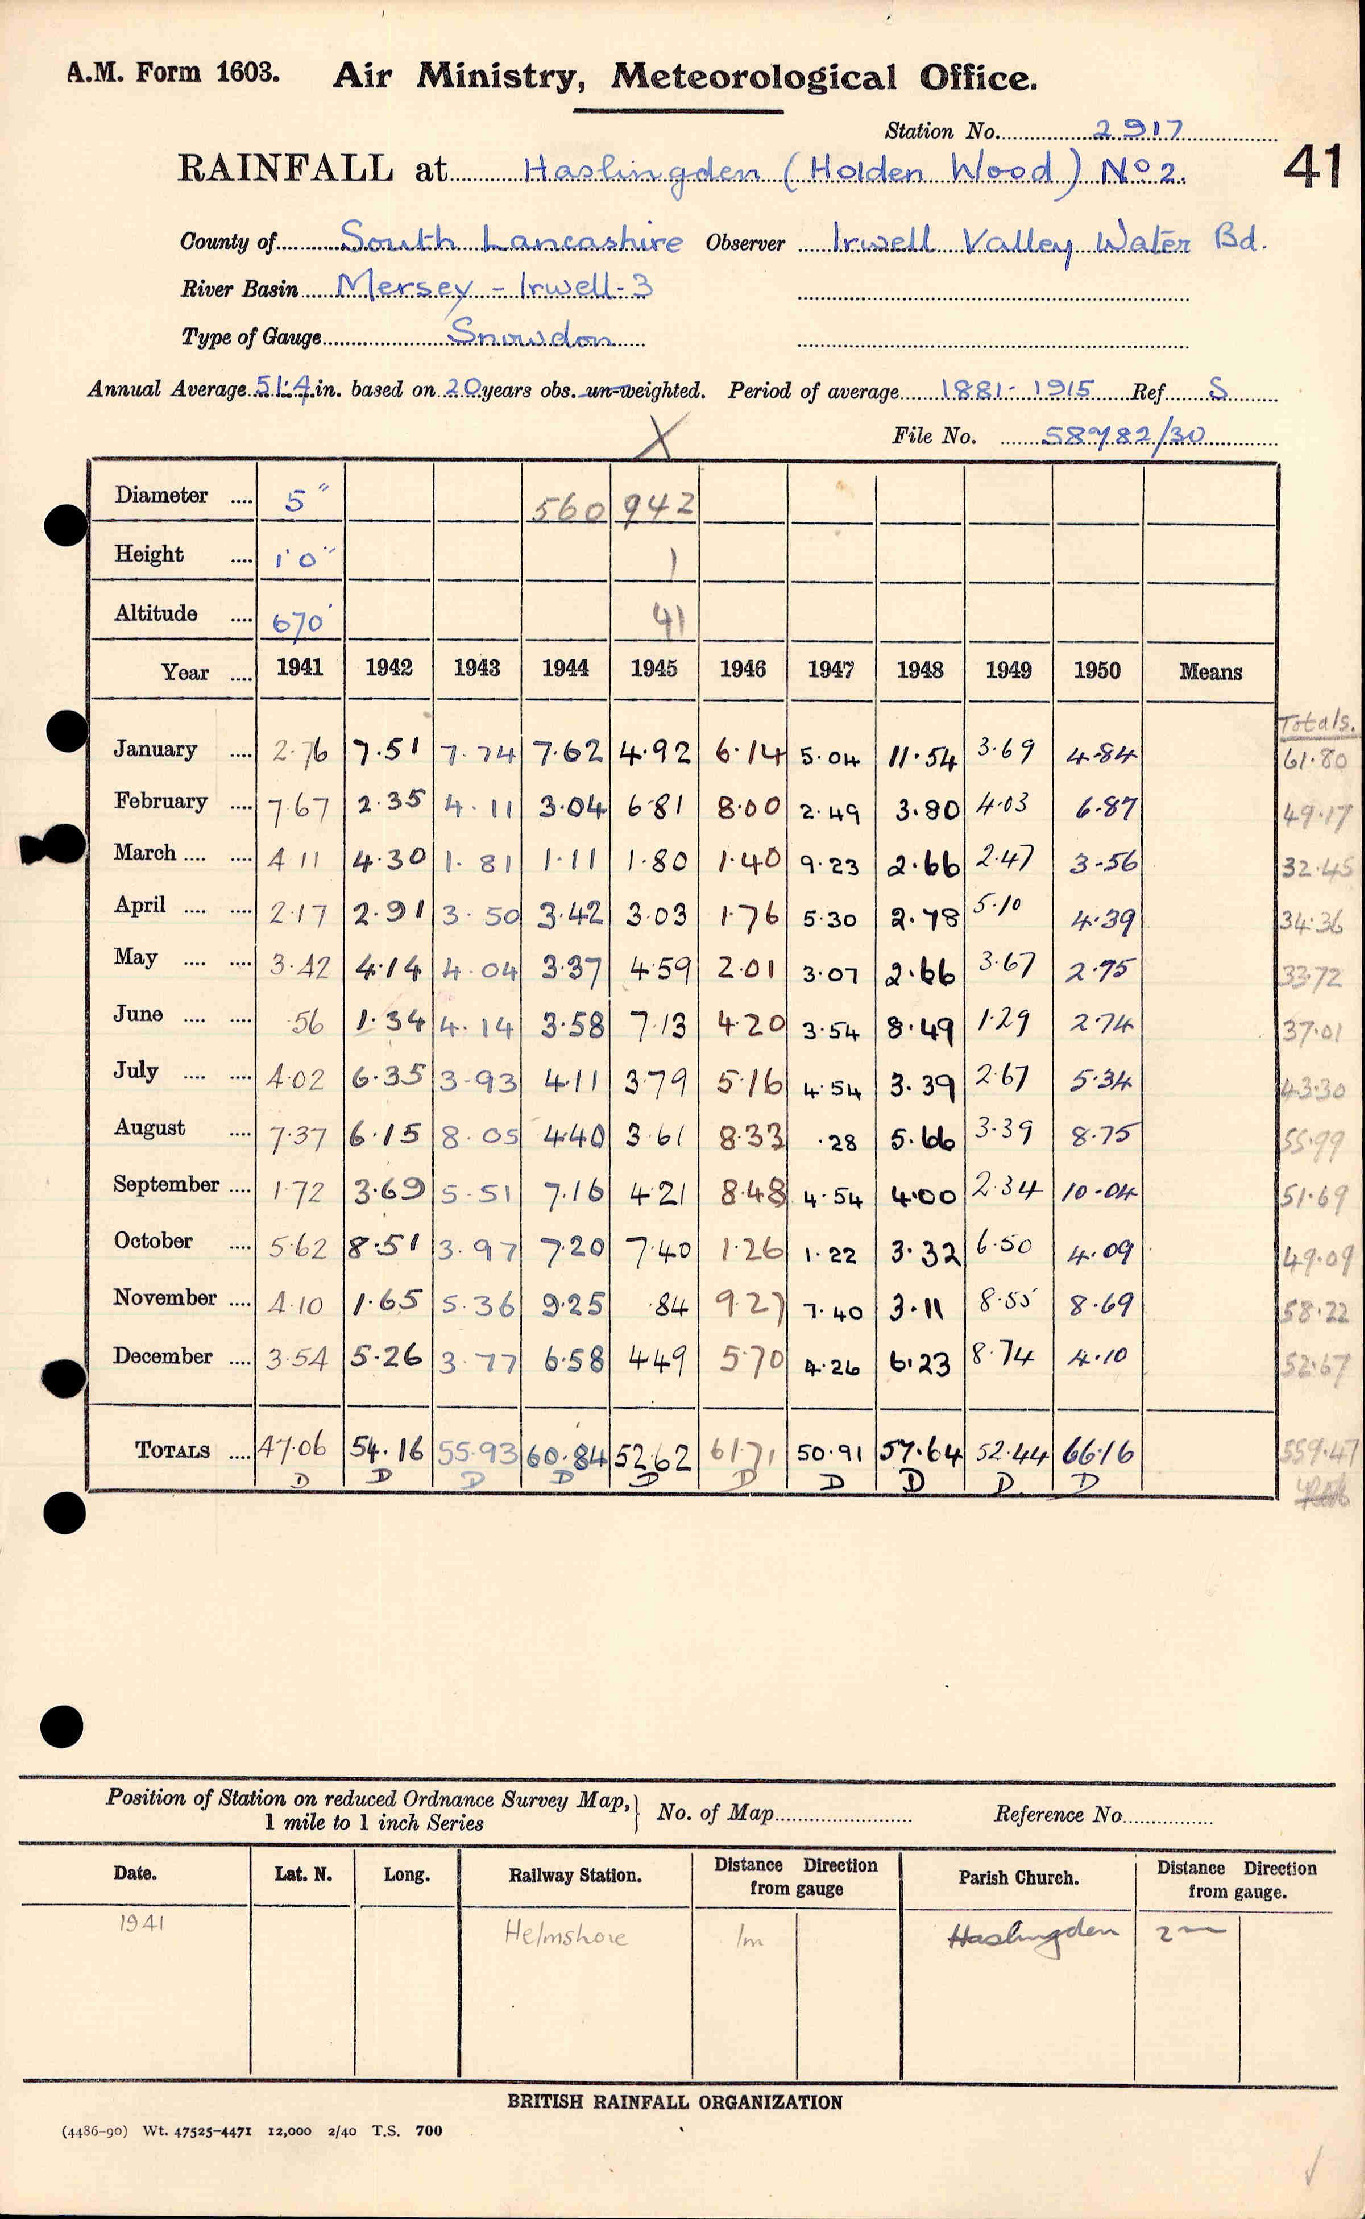 A.M. Form 1603. Air Ministry, Meteorological Office.
Station No. 2917
RAINFALL at Haslingden (Holden Wood) No 2. 41
County of South Lancashire Observer Irwell Valley Water Bd.
River Basin Mersey - Irwell-3
Type of Gauge Snowdon
Annual Average 51.4 in. based on 20 years obs. un-weighted. Period of average 1881-1915 Ref S
X File No. 58982/30
Diameter .... 5" 560 942
Height .... 1'0" 1
Altitude .... 670' 41
Year .... 1941 1942 1943 1944 1945 1946 1947 1948 1949 1950 Means
Totals.
January .... 2.76 7.51 7.74 7.62 4.92 6.14 5.04 11.54 3.69 4.84 61.80
February .... 7.67 2.35 4.11 3.04 6.81 8.00 2.49 3.80 4.03 6.87 49.17
March .... .... 4.11 4.30 1.81 1.11 1.80 1.40 9.23 2.66 2.47 3.56 32.45
April .... .... 2.17 2.91 3.50 3.42 3.03 1.76 5.30 2.78 5.10 4.39 34.36
May .... .... 3.42 4.14 4.04 3.37 4.59 2.01 3.07 2.66 3.67 2.75 33.72
June .... .... .56 1.34 4.14 3.58 7.13 4.20 3.54 8.49 1.29 2.74 37.01
July .... .... 4.02 6.35 3.93 4.11 3.79 5.16 4.54 3.39 2.67 5.34 43.30
August .... 7.37 6.15 8.05 4.40 3.61 8.33 .28 5.66 3.39 8.75 55.99
September .... 1.72 3.69 5.51 7.16 4.21 8.48 4.54 4.00 2.34 10.04 51.69
October .... 5.62 8.51 3.97 7.20 7.40 1.26 1.22 3.32 6.50 4.09 49.09
November .... 4.10 1.65 5.36 9.25 .84 9.27 7.40 3.11 8.55 8.69 58.22
December .... 3.54 5.26 3.77 6.58 4.49 5.70 4.26 6.23 8.74 4.10 52.67
TOTALS .... 47.06 54.16 55.93 60.84 52.62 61.71 50.91 57.64 52.44 66.16 559.47
D D D D D D D D D. D
Position of Station on reduced Ordnance Survey Map, 1 mile to 1 inch Series } No. of Map Reference No.
Date. Lat. N. Long. Railway Station. Distance Direction from gauge Parish Church. Distance Direction from gauge.
1941 Helmshore 1m Haslingden 2m
BRITISH RAINFALL ORGANIZATION
(4486-90) Wt. 47525-4471 12,000 2/40 T.S. 700